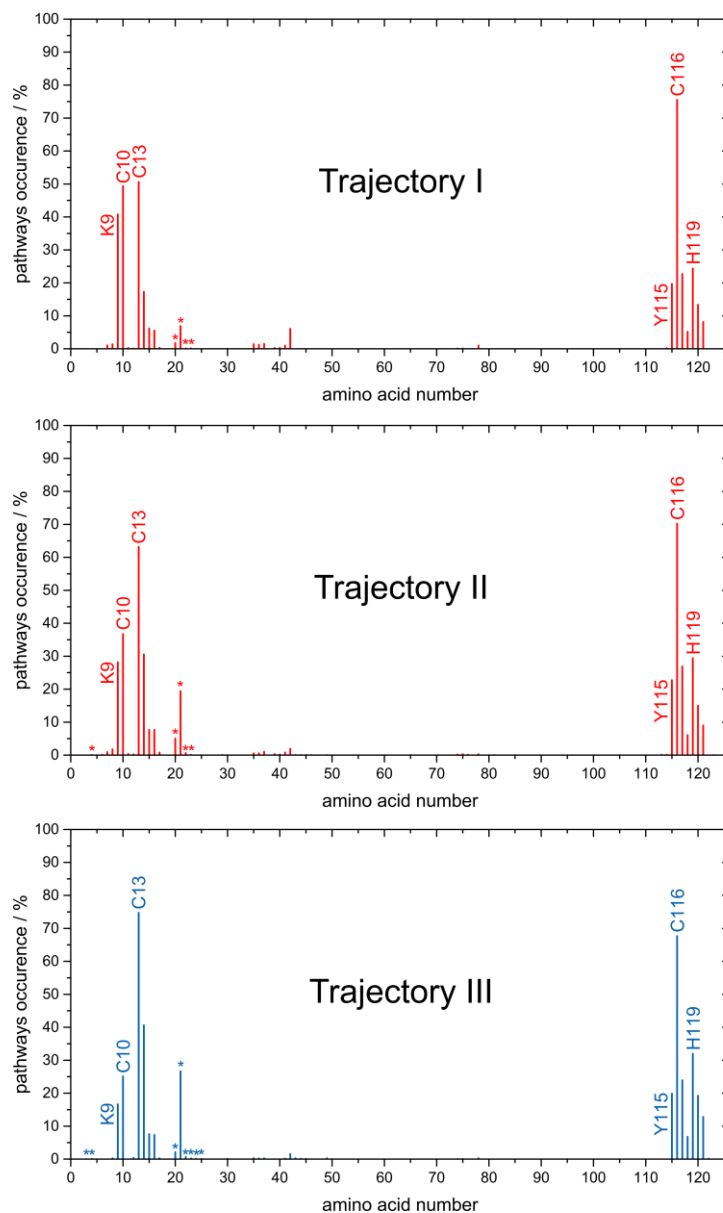 100
90
80
70
60
50
40
30
20
10
0
pathways occurence / %
K9
C10
C13
*
*
**
Trajectory I
Y115
C116
H119
0 10 20 30 40 50 60 70 80 90 100 110 120
amino acid number
100
90
80
70
60
50
40
30
20
10
0
pathways occurence / %
*
K9
C10
C13
*
*
**
Trajectory II
Y115
C116
H119
0 10 20 30 40 50 60 70 80 90 100 110 120
amino acid number
100
90
80
70
60
50
40
30
20
10
0
pathways occurence / %
**
K9
C10
C13
*
*
****
Trajectory III
Y115
C116
H119
0 10 20 30 40 50 60 70 80 90 100 110 120
amino acid number